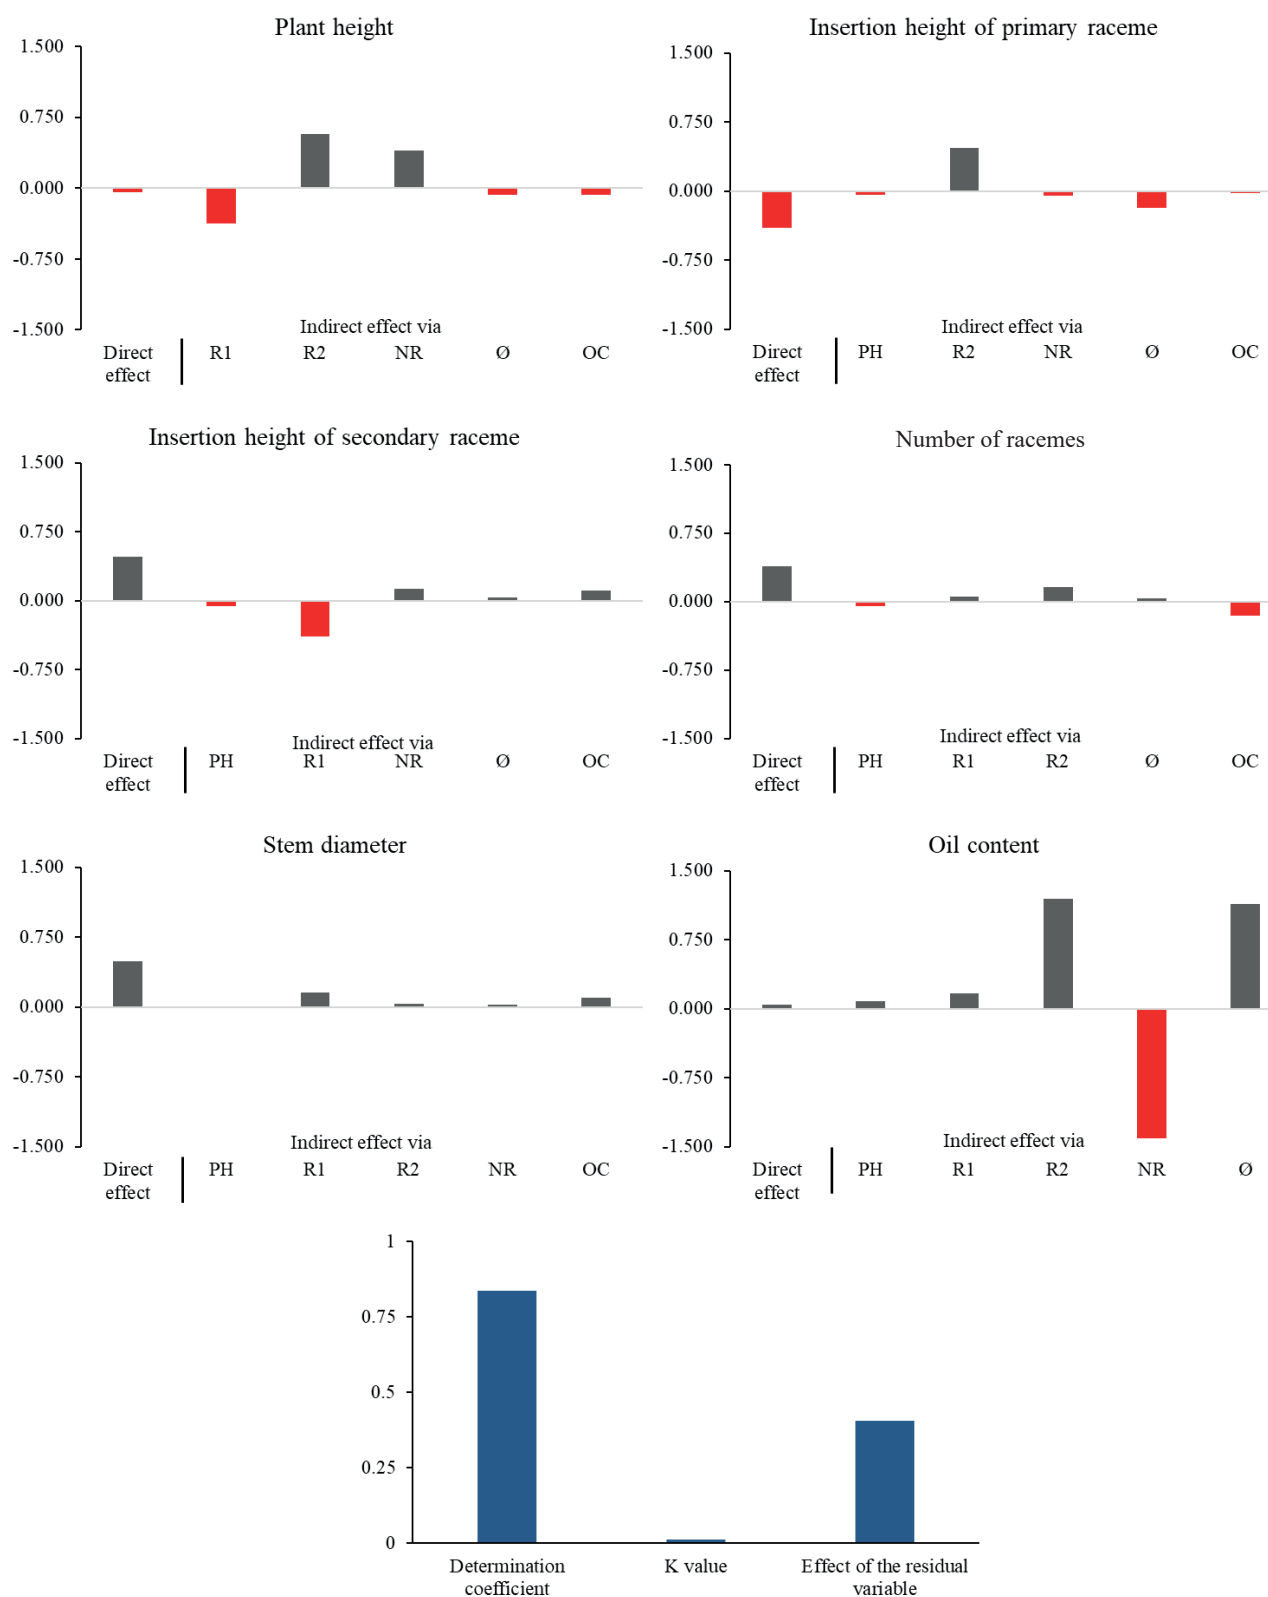 Plant height
1.500
0.750
0.000
-0.750
-1.500
Indirect effect via
Direct effect
R1
R2
NR
Ø
OC
Insertion height of primary raceme
1.500
0.750
0.000
-0.750
-1.500
Indirect effect via
Direct effect
PH
R2
NR
Ø
OC
Insertion height of secondary raceme
1.500
0.750
0.000
-0.750
-1.500
Indirect effect via
Direct effect
PH
R1
NR
Ø
OC
Number of racemes
1.500
0.750
0.000
-0.750
-1.500
Indirect effect via
Direct effect
PH
R1
R2
Ø
OC
Stem diameter
1.500
0.750
0.000
-0.750
-1.500
Indirect effect via
Direct effect
PH
R1
R2
NR
OC
Oil content
1.500
0.750
0.000
-0.750
-1.500
Indirect effect via
Direct effect
PH
R1
R2
NR
Ø
1
0.75
0.5
0.25
0
Determination
coefficient
K value
Effect of the residual
variable